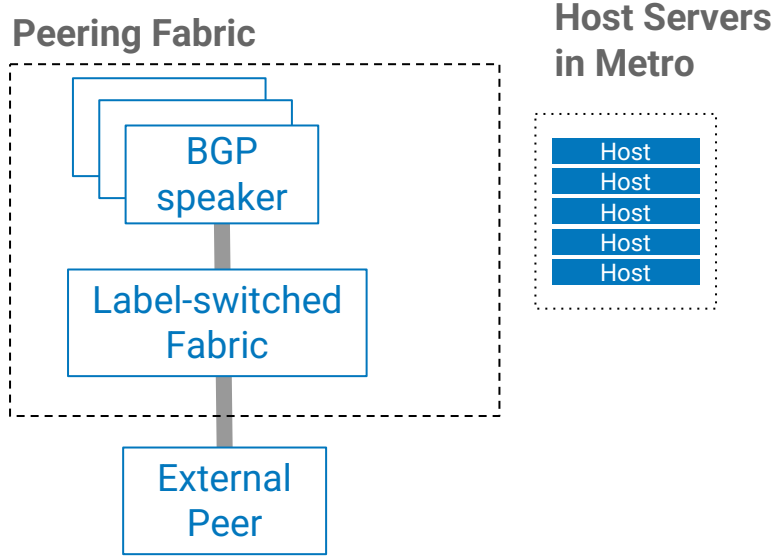 Peering Fabric
BGP
speaker
Label-switched
Fabric
External
Peer
Host Servers
in Metro
Host
Host
Host
Host
Host